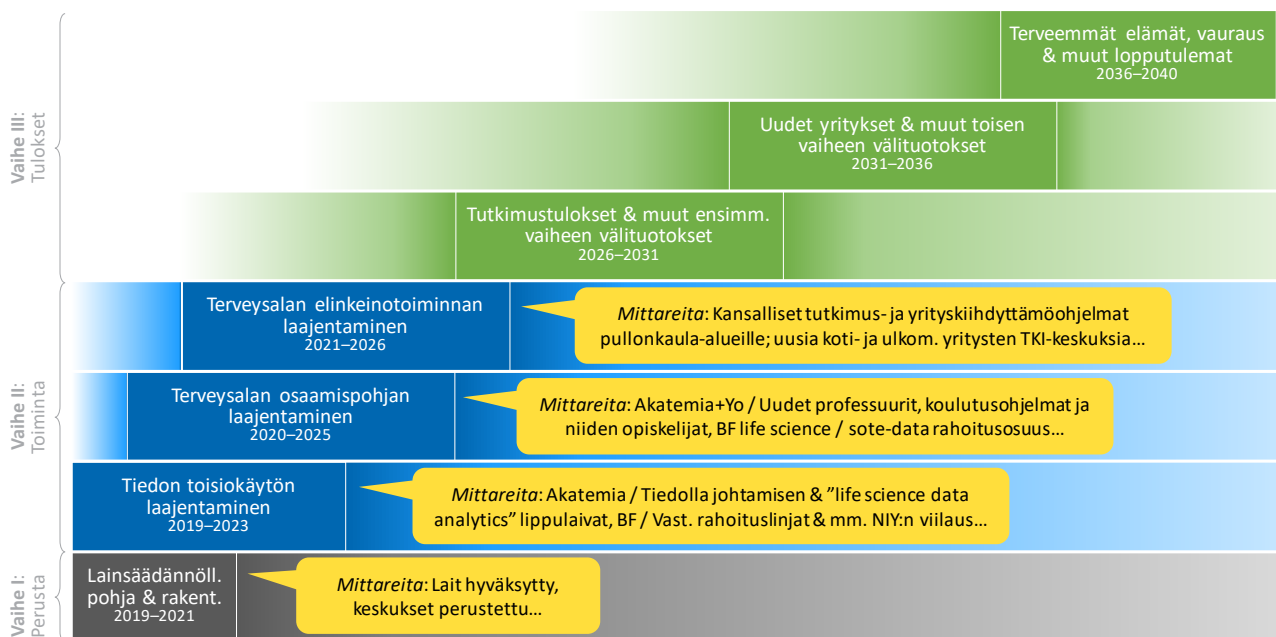 Terveemmät elämät, vauraus
& muut lopputulemat
2036–2040
Vaihe III:
Tulokset
Uudet yritykset & muut toisen
vaiheen välituotokset
2031–2036
Tutkimustulokset & muut ensimm.
vaiheen välituotokset
2026–2031
Terveysalan elinkeinotoiminnan
laajentaminen
2021–2026
Mittareita: Kansalliset tutkimus- ja yrityskiihdyttämöohjelmat
pullonkaula-alueille; uusia koti- ja ulkom. yritysten TKI-keskuksia…
Vaihe II:
Toiminta
Terveysalan osaamispohjan
laajentaminen
2020–2025
Mittareita: Akatemia+Yo / Uudet professuurit, koulutusohjelmat ja
niiden opiskelijat, BF life science / sote-data rahoitusosuus…
Tiedon toisiokäytön
laajentaminen
2019–2023
Mittareita: Akatemia / Tiedolla johtamisen & ”life science data
analytics” lippulaivat, BF / Vast. rahoituslinjat & mm. NIY:n viilaus…
Vaihe I:
Perusta
Lainsäädännöll.
pohja & rakent.
2019–2021
Mittareita: Lait hyväksytty,
keskukset perustettu…